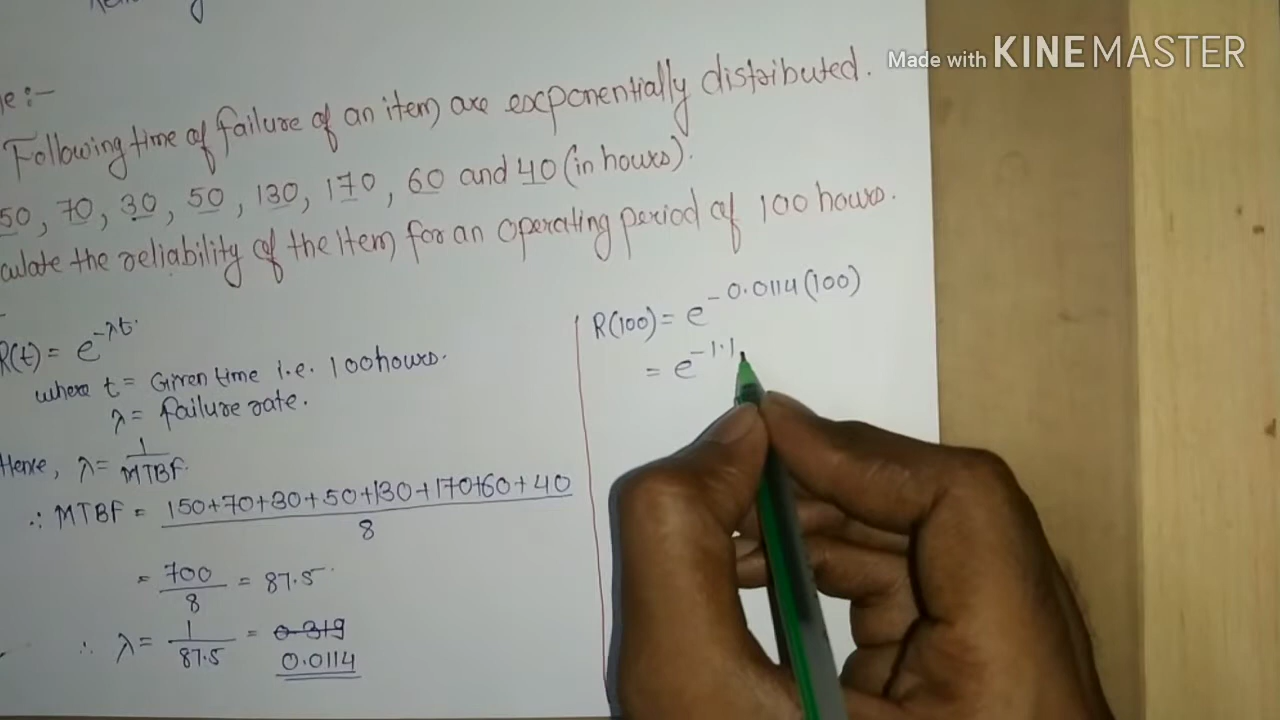 Made with KINEMASTER
e:-
Following time of failure of an item are exponentially distributed.
50, 70, 30, 50, 130, 170, 60 and 40 (in hours).
culate the reliability of the item for an operating period of 100 hours.
R(t) = e^-λt.
where t = Given time i.e. 100 hours.
λ = failure rate.
Hence, λ = 1/MTBF.
∴ MTBF = 150+70+30+50+130+170+60+40 / 8
= 700/8 = 87.5
∴ λ = 1/87.5 = 0.319
0.0114
R(100) = e^-0.0114(100)
= e^-1.1